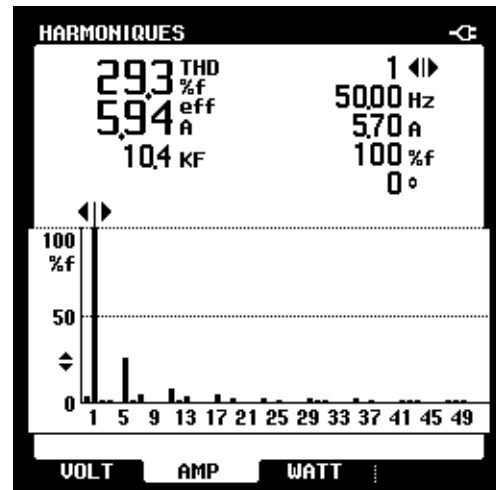 HARMONIQUES
29,3 THD %f
5,94 eff A
10,4 KF
1
50,00 Hz
5,70 A
100 %f
0 °
100
%f
50
0
1 5 9 13 17 21 25 29 33 37 41 45 49
VOLT AMP WATT